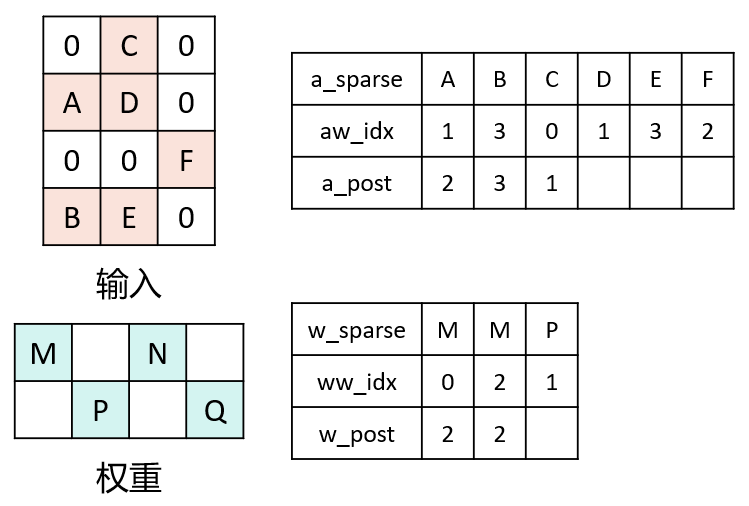 0 C 0
A D 0
0 0 F
B E 0
输入
a_sparse A B C D E F
aw_idx 1 3 0 1 3 2
a_post 2 3 1
M N
P Q
权重
w_sparse M M P
ww_idx 0 2 1
w_post 2 2